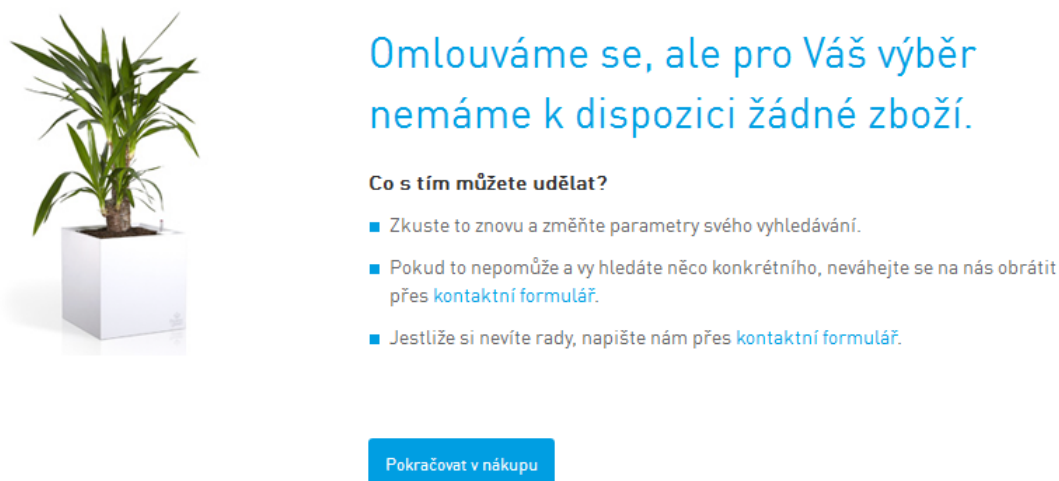 Omlouváme se, ale pro Váš výběr
nemáme k dispozici žádné zboží.
Co s tím můžete udělat?
Zkuste to znovu a změňte parametry svého vyhledávání.
Pokud to nepomůže a vy hledáte něco konkrétního, neváhejte se na nás obrátit
přes kontaktní formulář.
Jestliže si nevíte rady, napište nám přes kontaktní formulář.
Pokračovat v nákupu